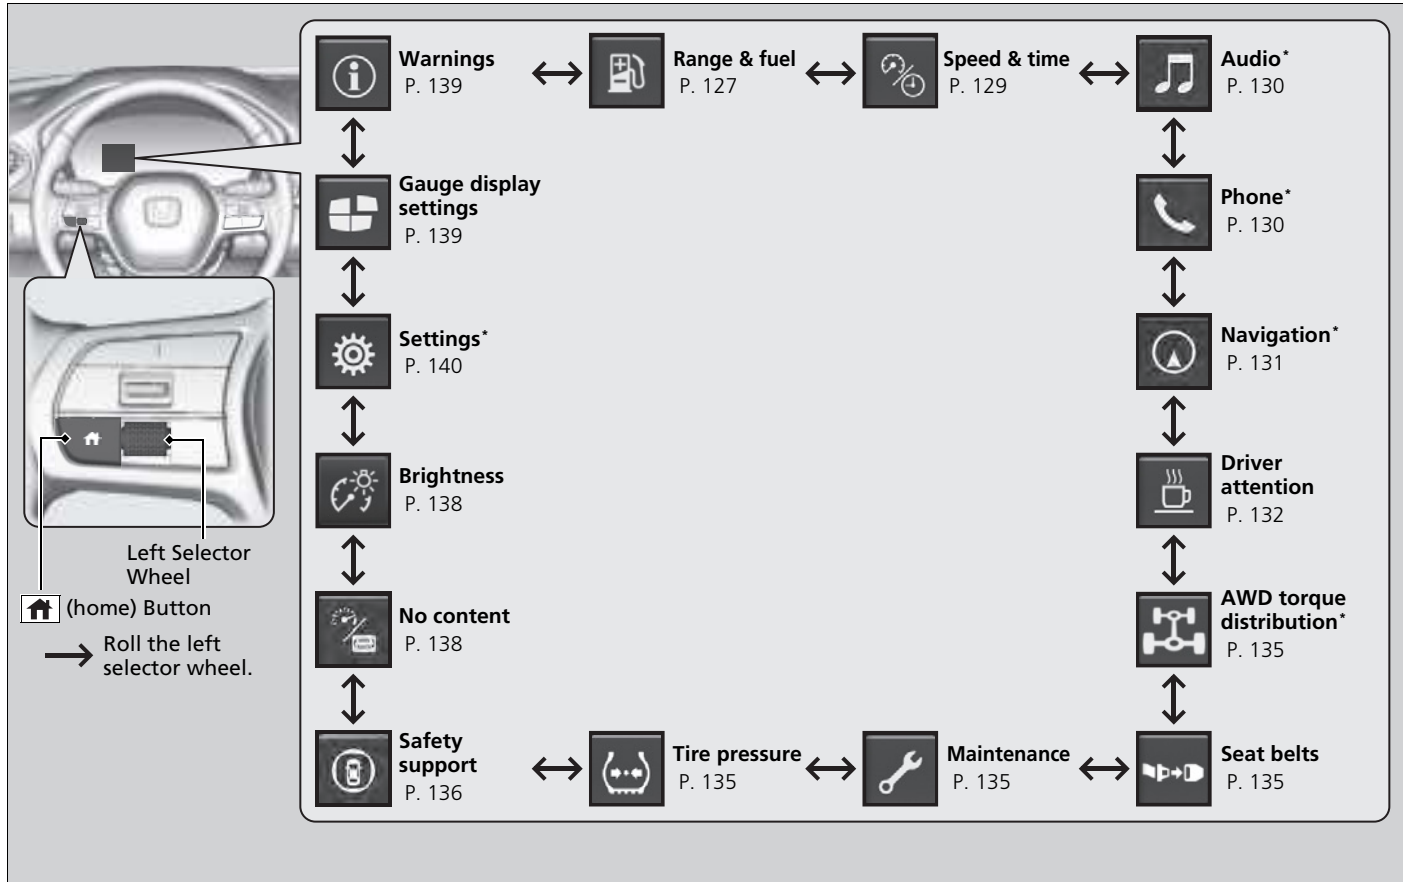 Warnings
P. 139
Range & fuel
P. 127
Speed & time
P. 129
Audio*
P. 130
Gauge display
settings
P. 139
Phone*
P. 130
Settings*
P. 140
Navigation*
P. 131
Brightness
P. 138
Driver
attention
P. 132
No content
P. 138
AWD torque
distribution*
P. 135
Safety
support
P. 136
Tire pressure
P. 135
Maintenance
P. 135
Seat belts
P. 135
Left Selector
Wheel
(home) Button
Roll the left
selector wheel.